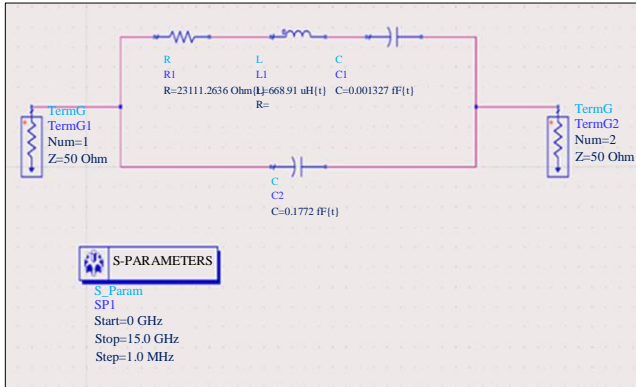 R
R1
R=23111.2636 Ohm{t}
L
L1
L=668.91 uH{t}
R=
C
C1
C=0.001327 fF{t}
TermG
TermG1
Num=1
Z=50 Ohm
TermG
TermG2
Num=2
Z=50 Ohm
C
C2
C=0.1772 fF{t}
S-PARAMETERS
S_Param
SP1
Start=0 GHz
Stop=15.0 GHz
Step=1.0 MHz